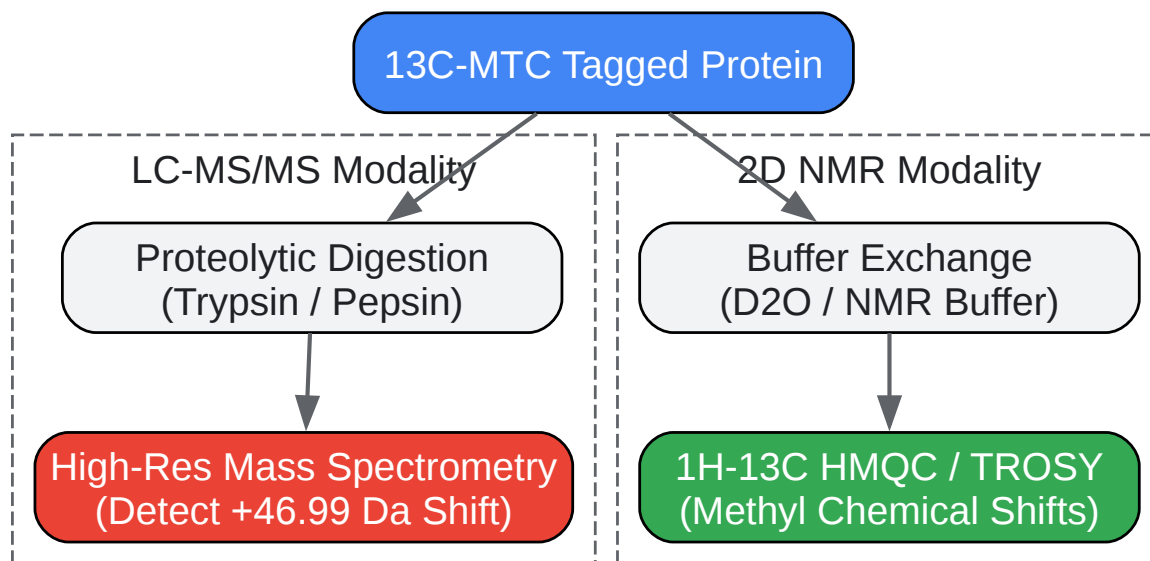 13C-MTC Tagged Protein
LC-MS/MS Modality
Proteolytic Digestion
(Trypsin / Pepsin)
High-Res Mass Spectrometry
(Detect +46.99 Da Shift)
2D NMR Modality
Buffer Exchange
(D2O / NMR Buffer)
1H-13C HMQC / TROSY
(Methyl Chemical Shifts)